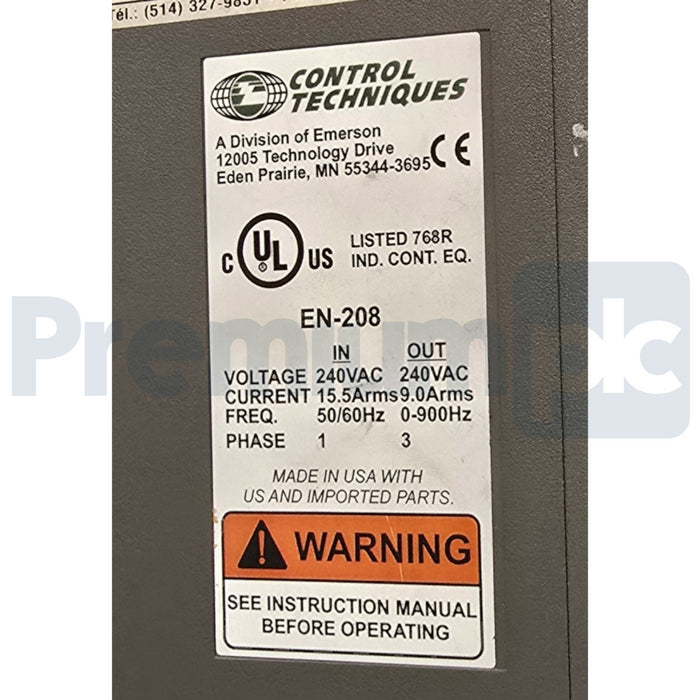 Tél.: (514) 327-9831
CONTROL
TECHNIQUES
A Division of Emerson
12005 Technology Drive
Eden Prairie, MN 55344-3695 CE
C UL ® US LISTED 768R
IND. CONT. EQ.
EN-208
IN OUT
VOLTAGE 240VAC 240VAC
CURRENT 15.5Arms 9.0Arms
FREQ. 50/60Hz 0-900Hz
PHASE 1 3
MADE IN USA WITH
US AND IMPORTED PARTS.
WARNING
SEE INSTRUCTION MANUAL
BEFORE OPERATING
Premium plc